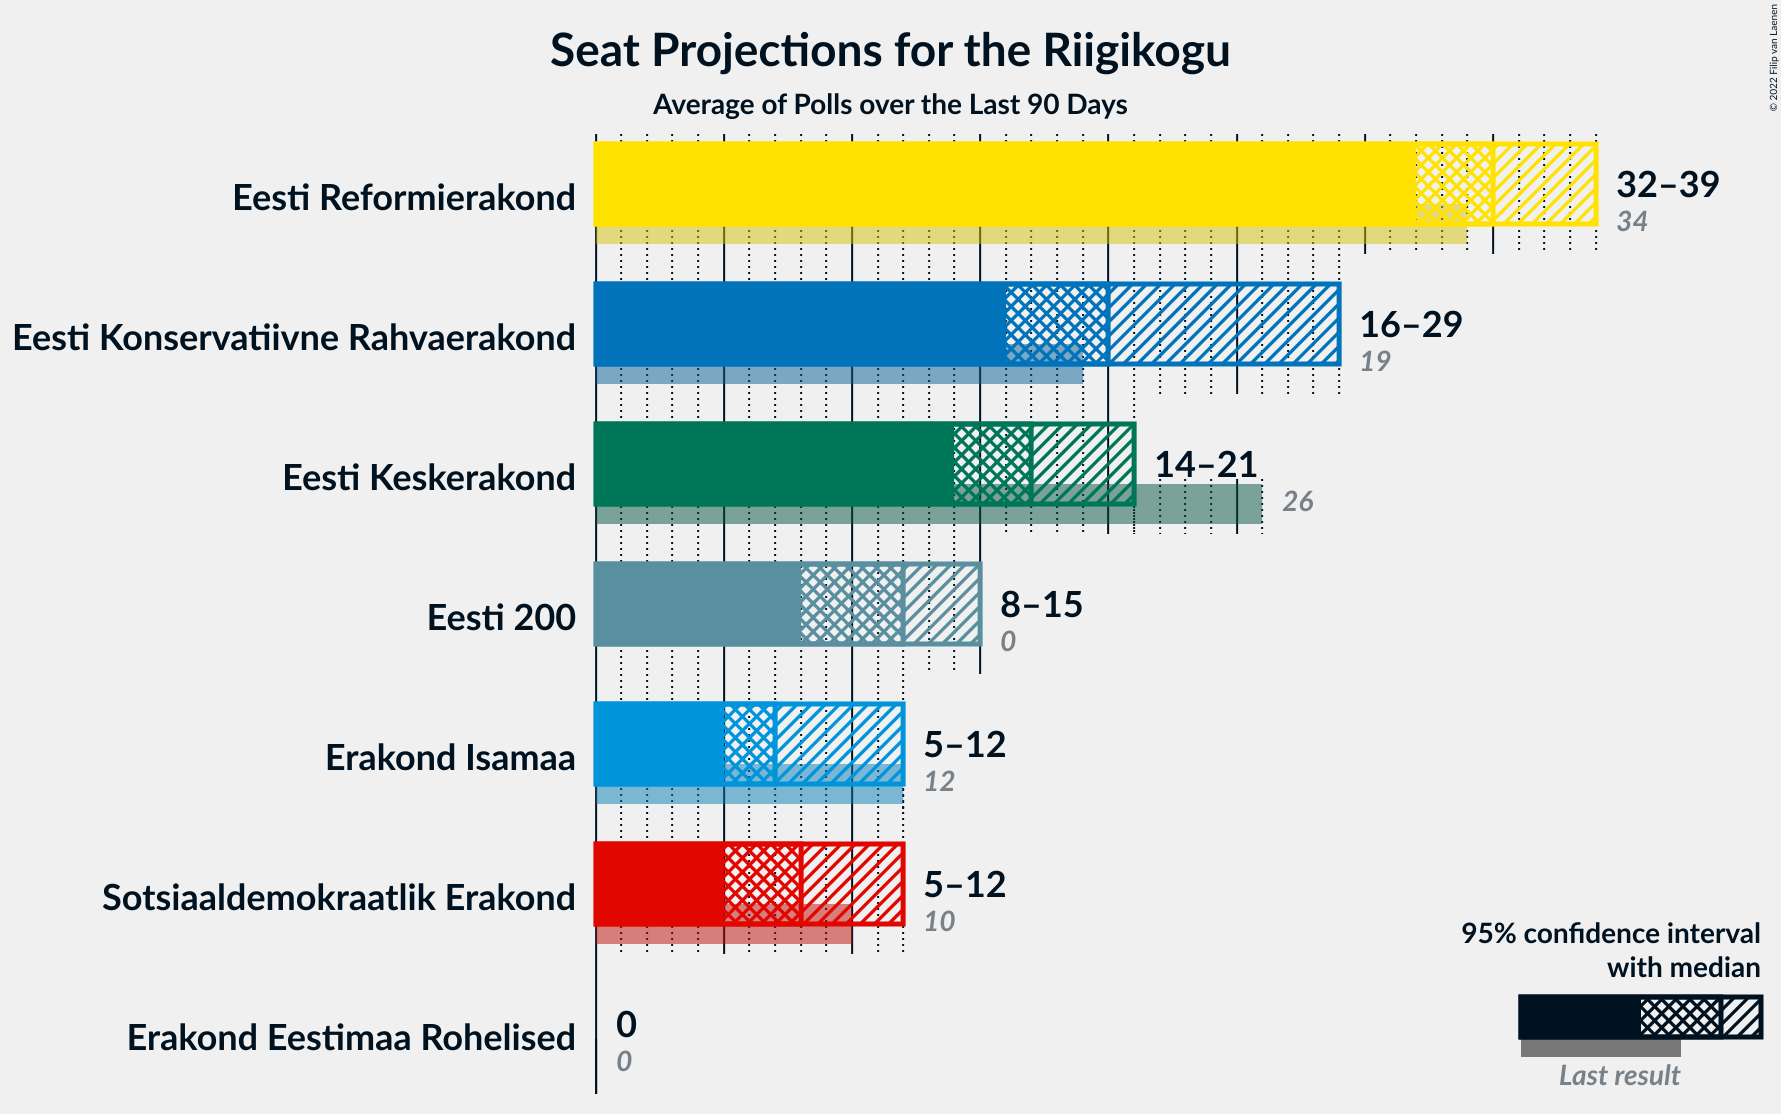 Seat Projections for the Riigikogu
Average of Polls over the Last 90 Days
© 2022 Filip van Laenen
Eesti Reformierakond
32–39
34
Eesti Konservatiivne Rahvaerakond
16–29
19
Eesti Keskerakond
14–21
26
Eesti 200
8–15
0
Erakond Isamaa
5–12
12
Sotsiaaldemokraatlik Erakond
5–12
10
Erakond Eestimaa Rohelised
0
0
95% confidence interval
with median
Last result